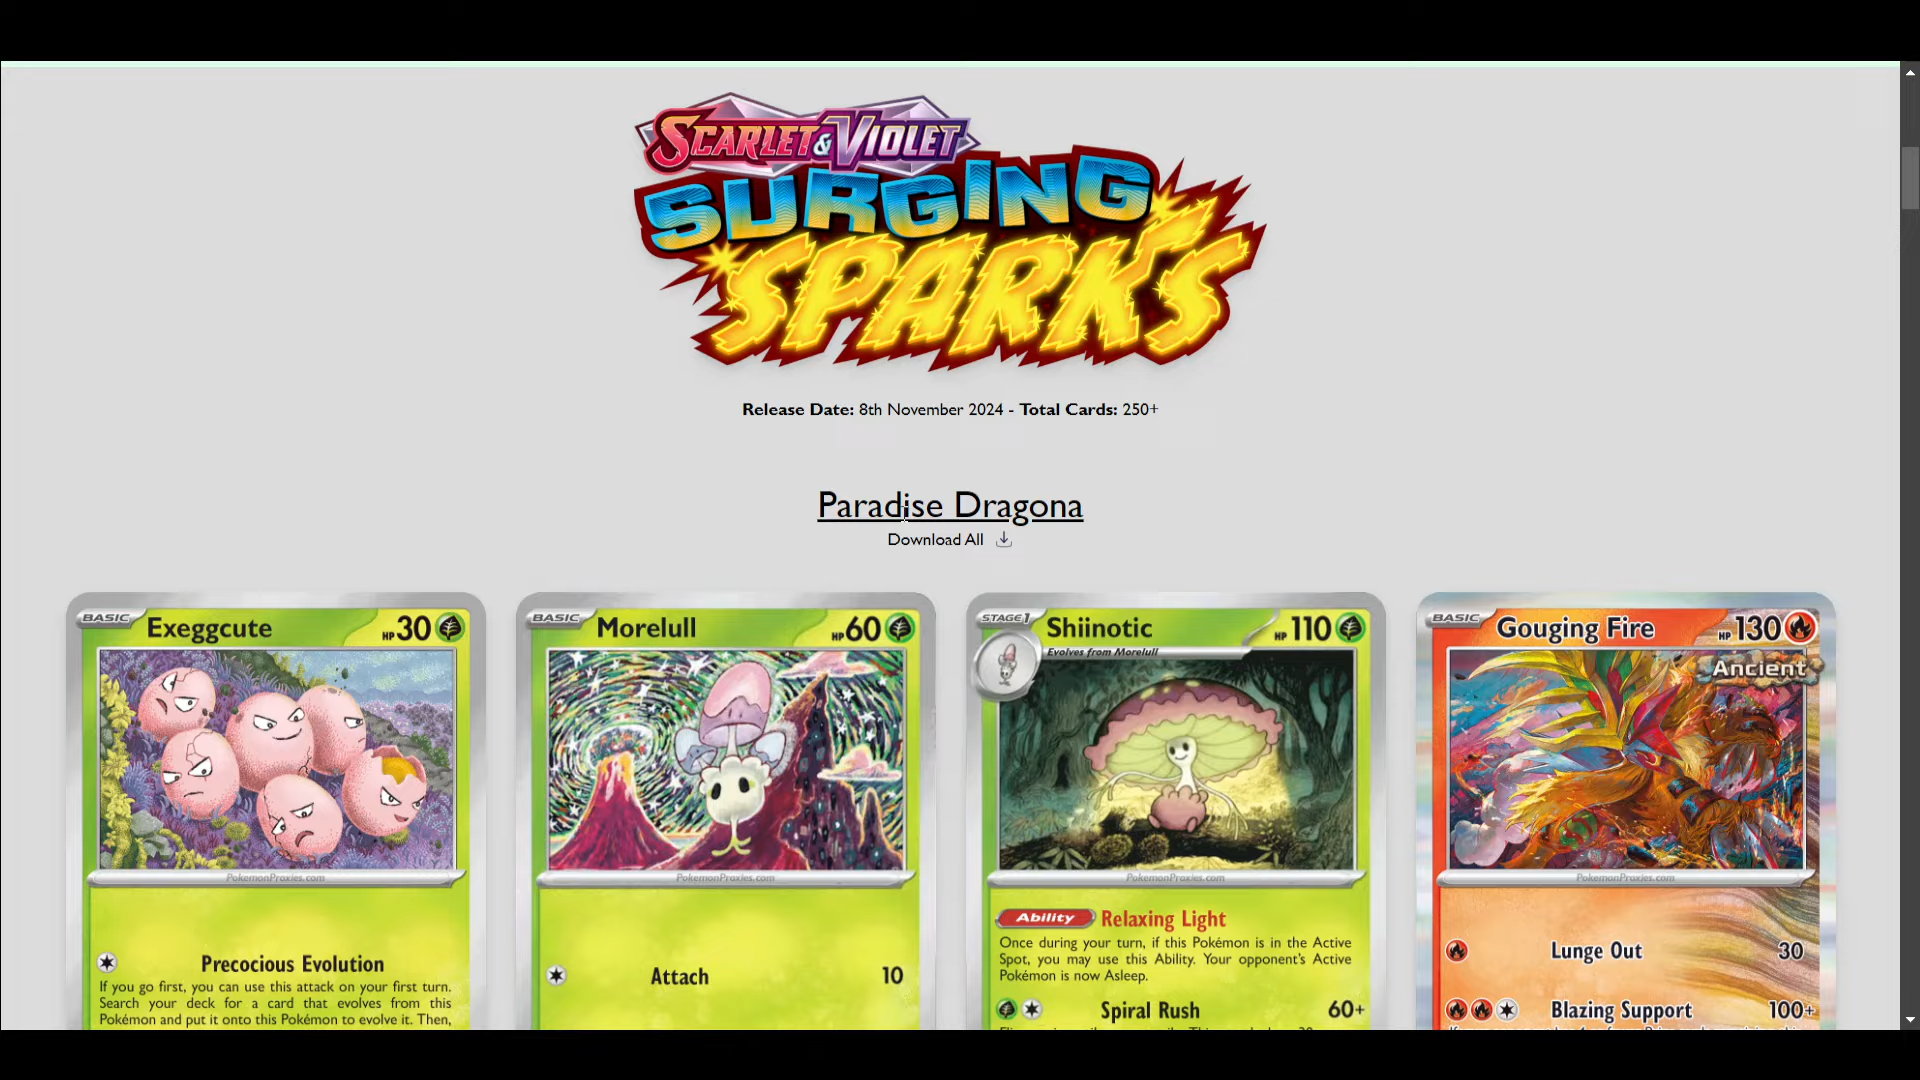 SCARLET & VIOLET
SURGING
SPARKS
Release Date: 8th November 2024 - Total Cards: 250+
Paradise Dragona
Download All
BASIC Exeggcute HP 30
PokemonProxies.com
Precocious Evolution
If you go first, you can use this attack on your first turn.
Search your deck for a card that evolves from this
Pokémon and put it onto this Pokémon to evolve it. Then,
BASIC Morelull HP 60
PokemonProxies.com
Attach 10
STAGE 1 Shiinotic HP 110
Evolves from Morelull
PokemonProxies.com
Ability Relaxing Light
Once during your turn, if this Pokémon is in the Active
Spot, you may use this Ability. Your opponent's Active
Pokémon is now Asleep.
Spiral Rush 60+
BASIC Gouging Fire HP 130
Ancient
PokemonProxies.com
Lunge Out 30
Blazing Support 100+